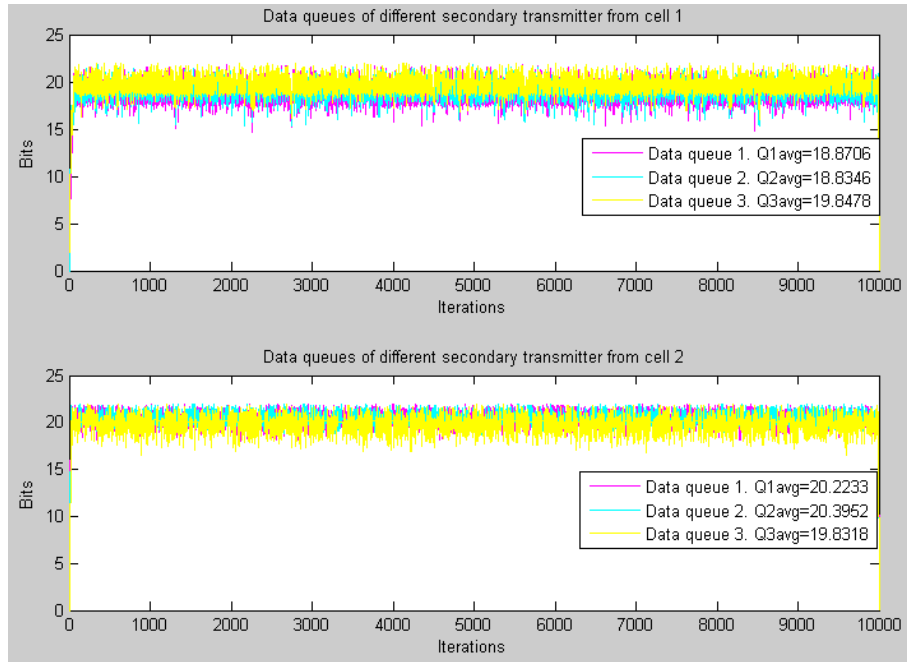 Data queues of different secondary transmitter from cell 1
25
20
15
10
5
0
Bits
Data queue 1. Q1avg=18.8706
Data queue 2. Q2avg=18.8346
Data queue 3. Q3avg=19.8478
0 1000 2000 3000 4000 5000 6000 7000 8000 9000 10000
Iterations
Data queues of different secondary transmitter from cell 2
25
20
15
10
5
0
Bits
Data queue 1. Q1avg=20.2233
Data queue 2. Q2avg=20.3952
Data queue 3. Q3avg=19.8318
0 1000 2000 3000 4000 5000 6000 7000 8000 9000 10000
Iterations